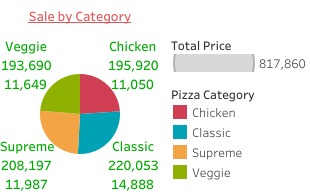 Sale by Category
Veggie
193,690
11,649
Chicken
195,920
11,050
Supreme
208,197
11,987
Classic
220,053
14,888
Total Price
817,860
Pizza Category
Chicken
Classic
Supreme
Veggie